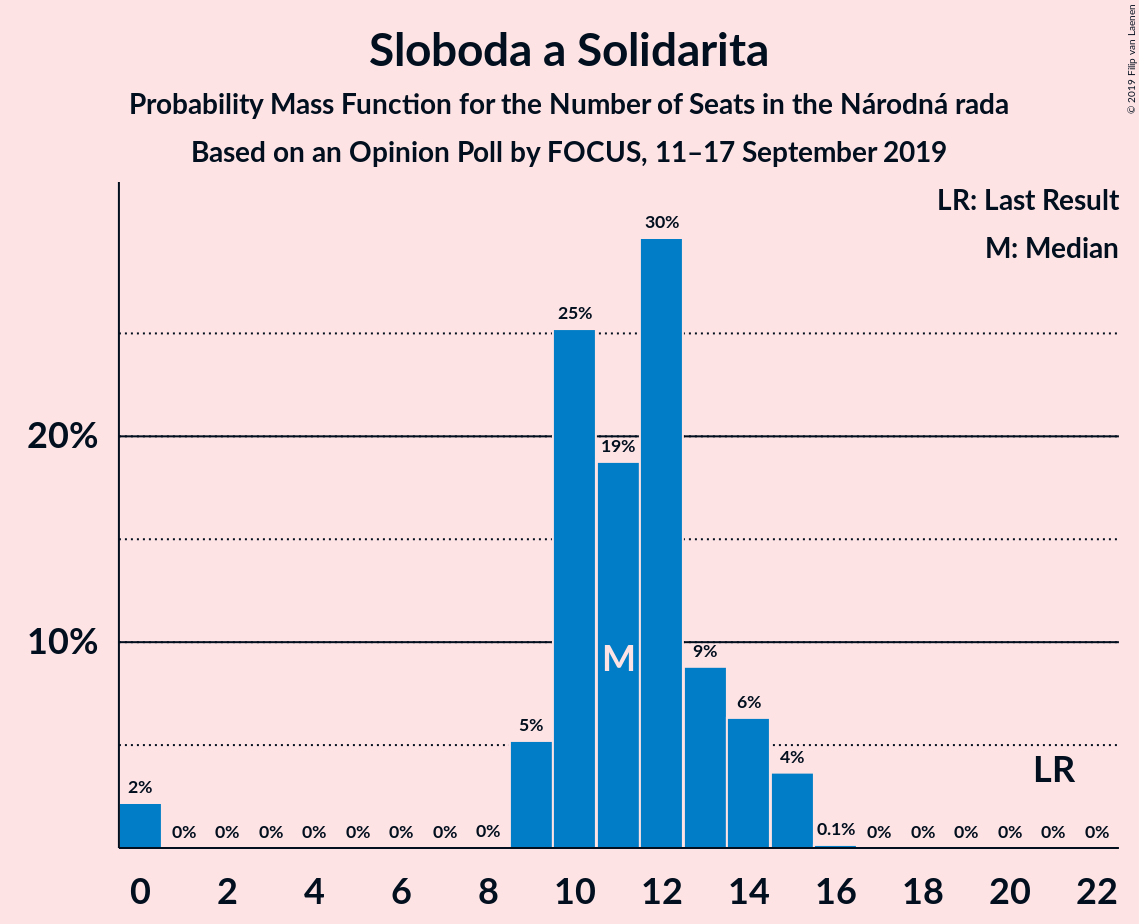 Sloboda a Solidarita
Probability Mass Function for the Number of Seats in the Národná rada
Based on an Opinion Poll by FOCUS, 11–17 September 2019
© 2019 Filip van Laenen
LR: Last Result
M: Median
20%
10%
2%
0%
0%
0%
0%
0%
0%
0%
0%
5%
25%
19%
30%
9%
6%
4%
0.1%
0%
0%
0%
0%
0%
0%
M
LR
0 2 4 6 8 10 12 14 16 18 20 22